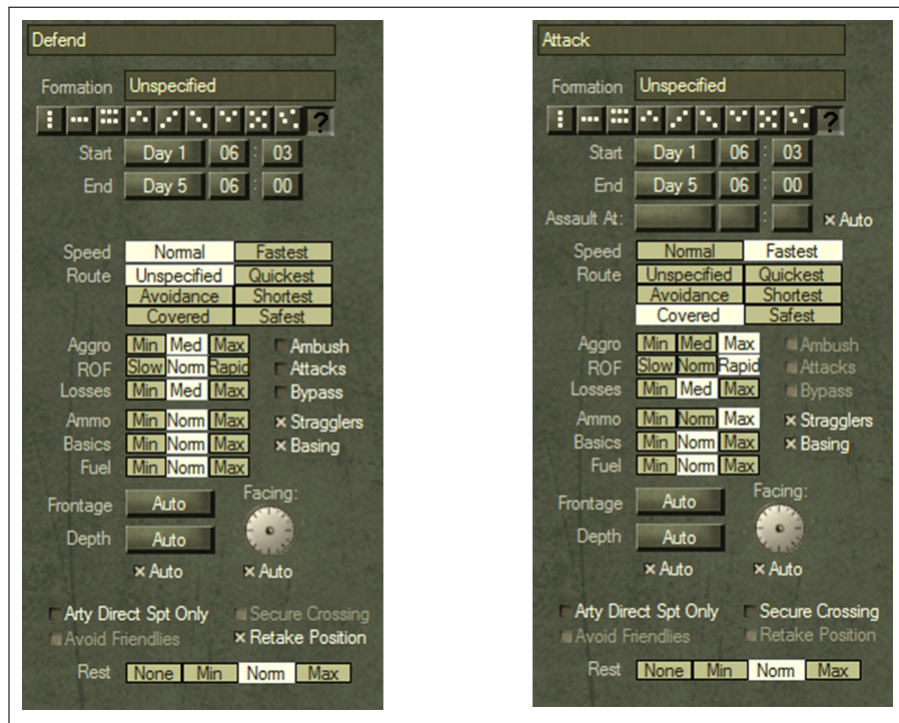 Defend
Formation Unspecified
?
Start Day 1 06 : 03
End Day 5 06 : 00
Speed Normal Fastest
Route Unspecified Quickest
Avoidance Shortest
Covered Safest
Aggro Min Med Max Ambush
ROF Slow Norm Rapid Attacks
Losses Min Med Max Bypass
Ammo Min Norm Max × Stragglers
Basics Min Norm Max × Basing
Fuel Min Norm Max
Facing:
Frontage Auto
Depth Auto
× Auto × Auto
Arty Direct Spt Only Secure Crossing
Avoid Friendlies × Retake Position
Rest None Min Norm Max
Attack
Formation Unspecified
?
Start Day 1 06 : 03
End Day 5 06 : 00
Assault At: : × Auto
Speed Normal Fastest
Route Unspecified Quickest
Avoidance Shortest
Covered Safest
Aggro Min Med Max Ambush
ROF Slow Norm Rapid Attacks
Losses Min Med Max Bypass
Ammo Min Norm Max × Stragglers
Basics Min Norm Max × Basing
Fuel Min Norm Max
Facing:
Frontage Auto
Depth Auto
× Auto × Auto
Arty Direct Spt Only Secure Crossing
Avoid Friendlies Retake Position
Rest None Min Norm Max